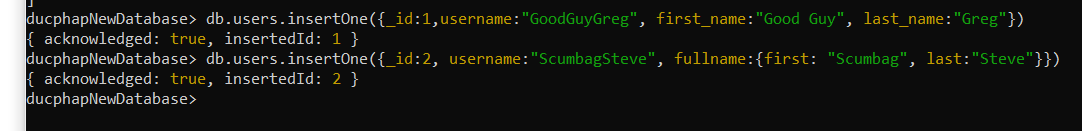 ]
ducphapNewDatabase> db.users.insertOne({_id:1,username:"GoodGuyGreg", first_name:"Good Guy", last_name:"Greg"})
{ acknowledged: true, insertedId: 1 }
ducphapNewDatabase> db.users.insertOne({_id:2, username:"ScumbagSteve", fullname:{first: "Scumbag", last:"Steve"}})
{ acknowledged: true, insertedId: 2 }
ducphapNewDatabase>